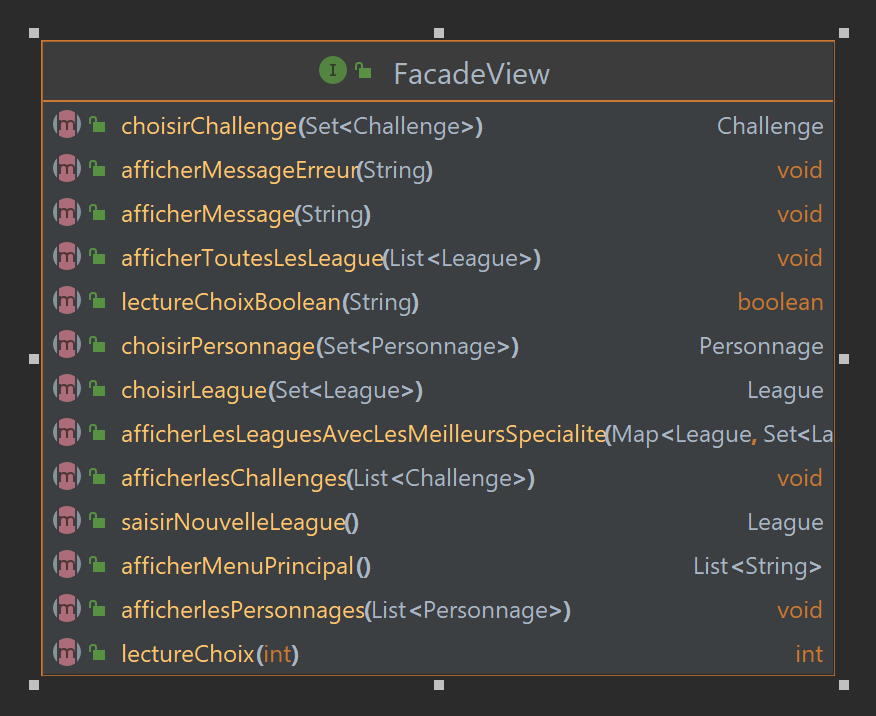 I FacadeView
m choisirChallenge(Set<Challenge>) Challenge
m afficherMessageErreur(String) void
m afficherMessage(String) void
m afficherToutesLesLeague(List<League>) void
m lectureChoixBoolean(String) boolean
m choisirPersonnage(Set<Personnage>) Personnage
m choisirLeague(Set<League>) League
m afficherLesLeaguesAvecLesMeilleursSpecialite(Map<League, Set<La
m afficherlesChallenges(List<Challenge>) void
m saisirNouvelleLeague() League
m afficherMenuPrincipal() List<String>
m afficherlesPersonnages(List<Personnage>) void
m lectureChoix(int) int